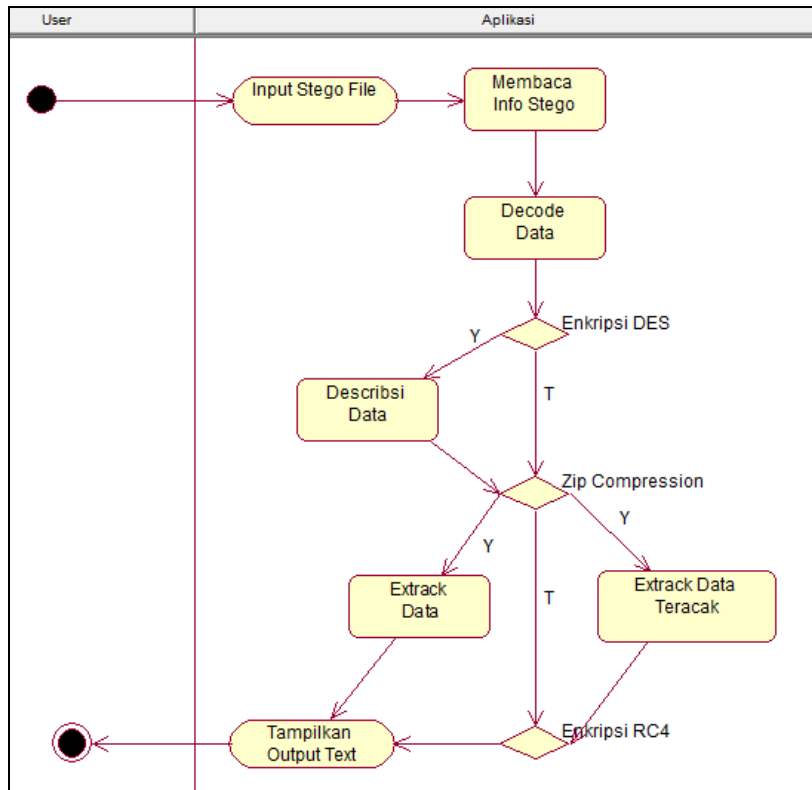 User
Aplikasi
Input Stego File
Membaca
Info Stego
Decode
Data
Enkripsi DES
Y
T
Describsi
Data
Zip Compression
Y
Y
T
Extrack
Data
Extrack Data
Teracak
Enkripsi RC4
Tampilkan
Output Text